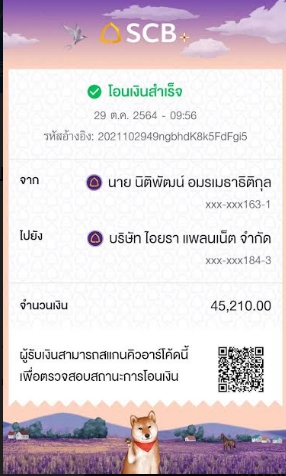 SCB
โอนเงินสำเร็จ
29 ต.ค. 2564 - 09:56
รหัสอ้างอิง: 2021102949ngbhdK8k5FdFgi5
จาก นาย นิติพัฒน์ อมรเมธาธิติกุล
xxx-xxx163-1
ไปยัง บริษัท ไอยรา แพลนเน็ต จำกัด
xxx-xxx184-3
จำนวนเงิน 45,210.00
ผู้รับเงินสามารถสแกนคิวอาร์โค้ดนี้
เพื่อตรวจสอบสถานะการโอนเงิน